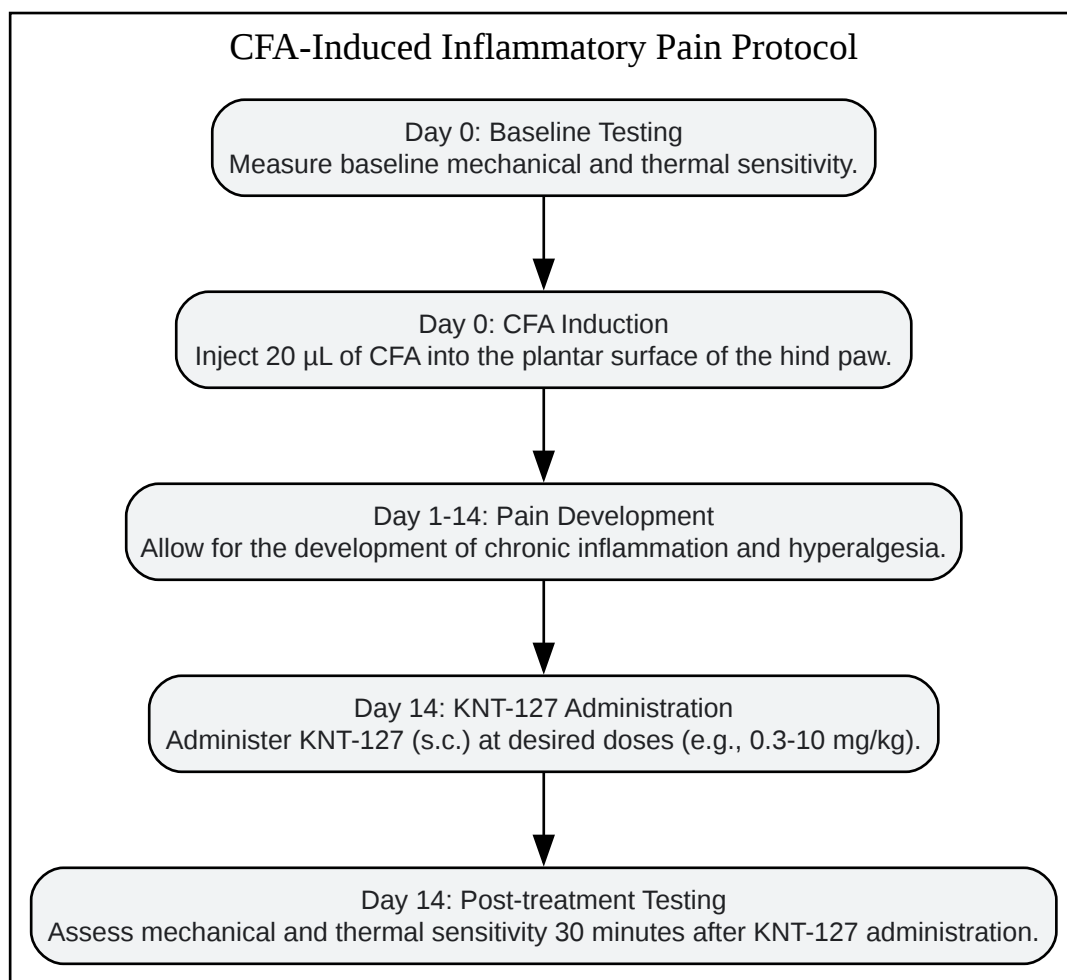 CFA-Induced Inflammatory Pain Protocol
Day 0: Baseline Testing
Measure baseline mechanical and thermal sensitivity.
Day 0: CFA Induction
Inject 20 µL of CFA into the plantar surface of the hind paw.
Day 1-14: Pain Development
Allow for the development of chronic inflammation and hyperalgesia.
Day 14: KNT-127 Administration
Administer KNT-127 (s.c.) at desired doses (e.g., 0.3-10 mg/kg).
Day 14: Post-treatment Testing
Assess mechanical and thermal sensitivity 30 minutes after KNT-127 administration.